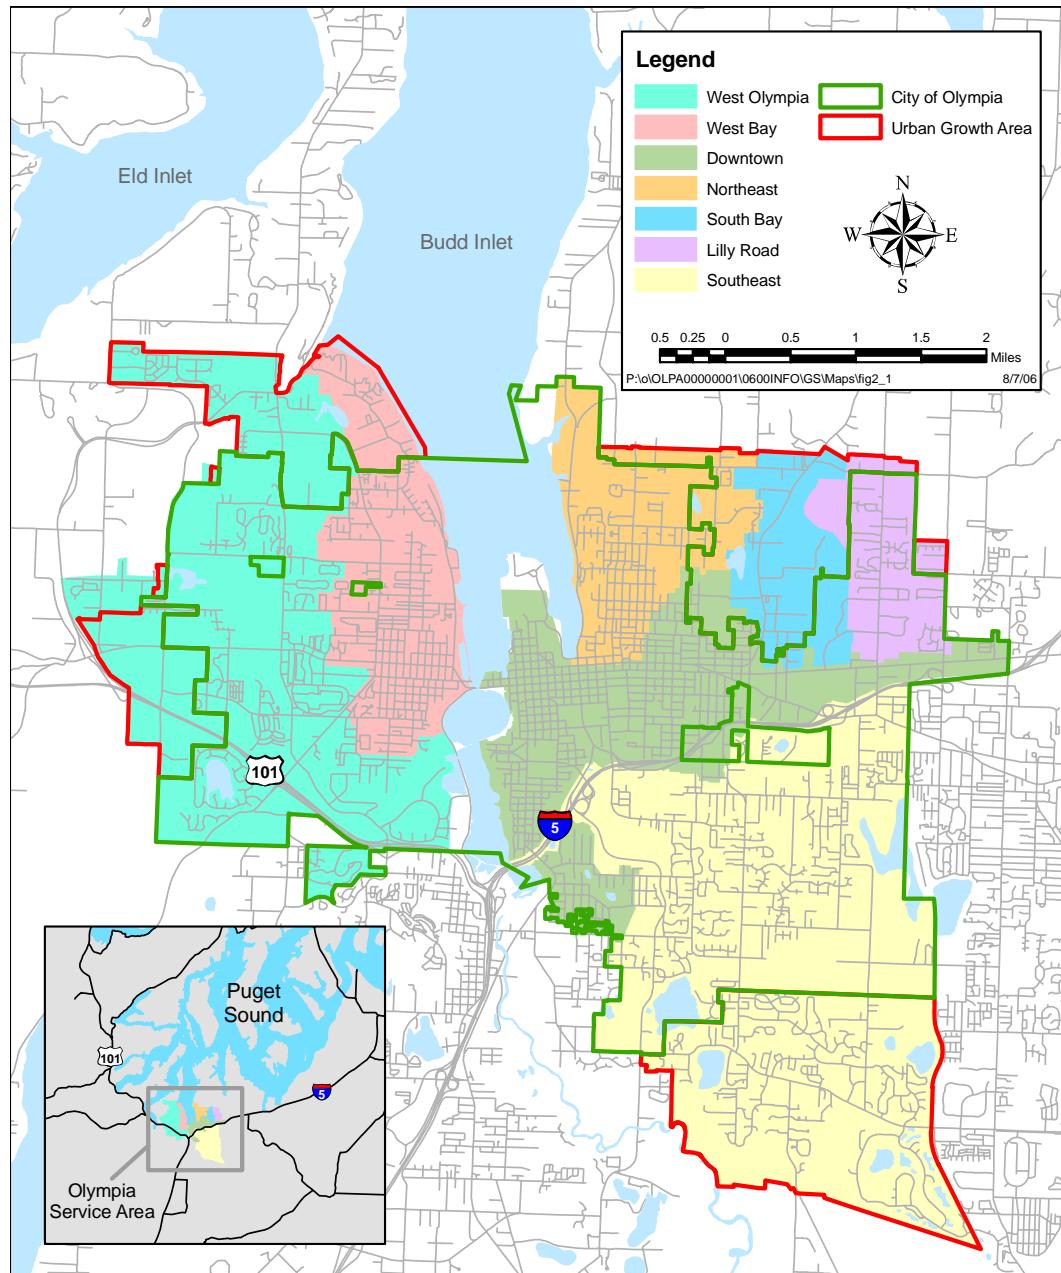 Legend
West Olympia
West Bay
Downtown
Northeast
South Bay
Lilly Road
Southeast
City of Olympia
Urban Growth Area
N
W
E
S
0.5 0.25 0 0.5 1 1.5 2
Miles
P:\o\OLPA00000001\0600INFO\GS\Maps\fig2_1
8/7/06
Eld Inlet
Budd Inlet
101
5
Puget
Sound
101
5
Olympia
Service Area